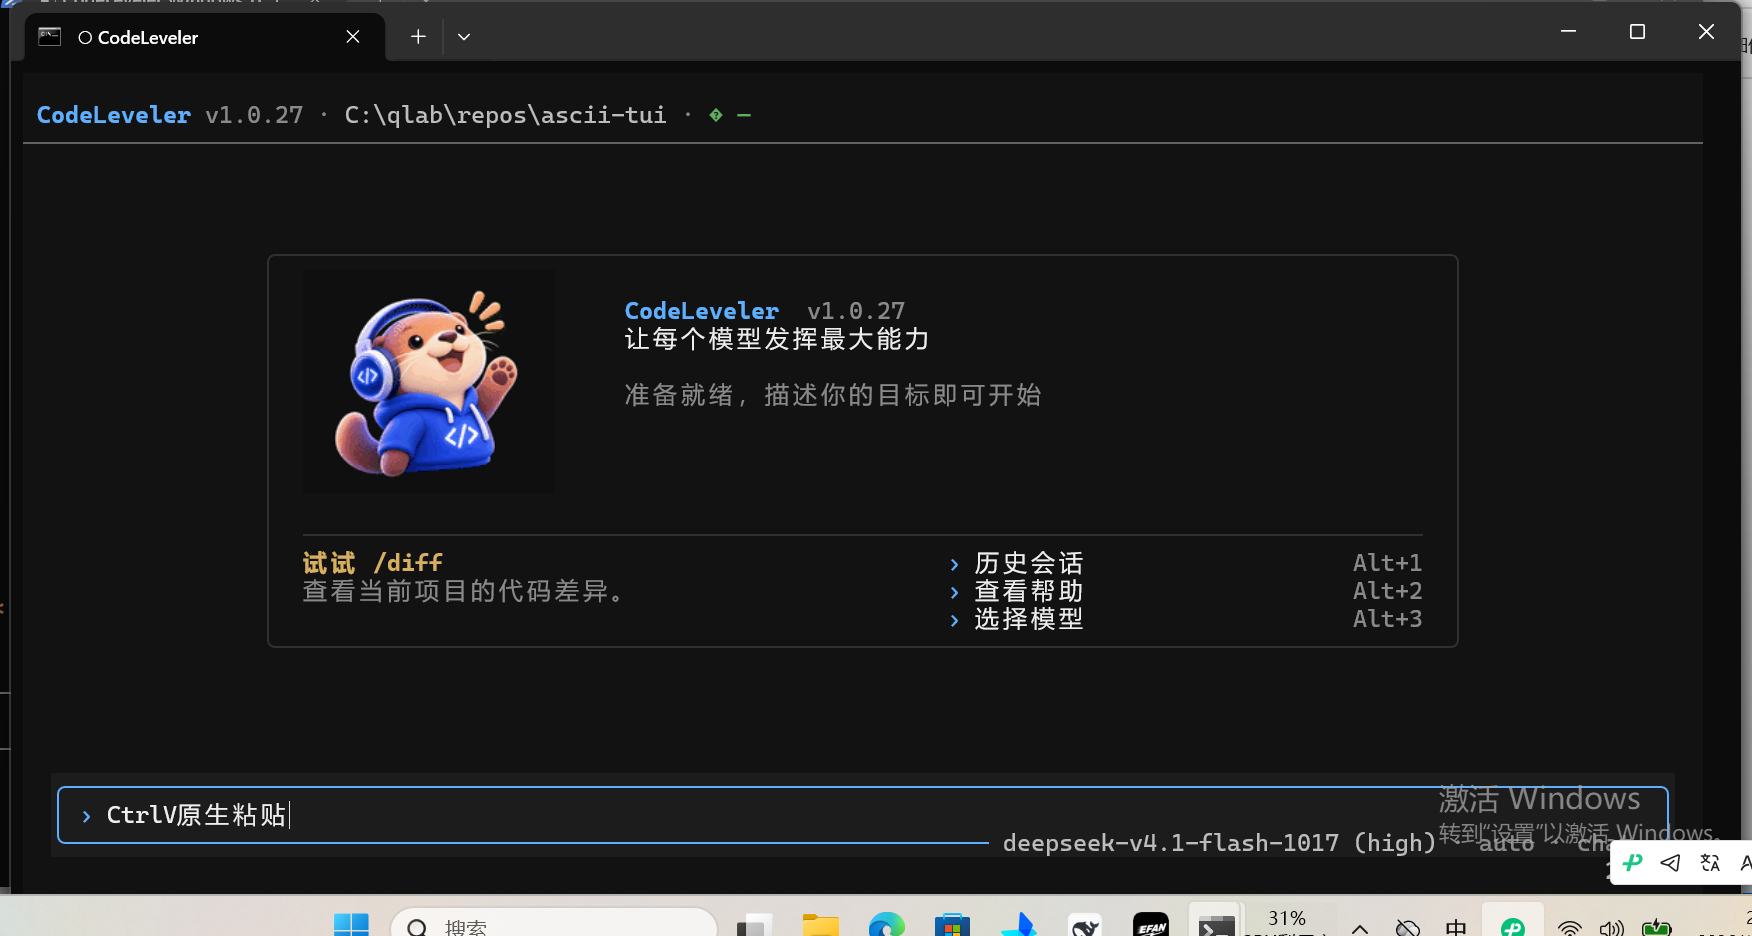 CodeLeveler
CodeLeveler v1.0.27 · C:\qlab\repos\ascii-tui · � —
CodeLeveler v1.0.27
让每个模型发挥最大能力
准备就绪，描述你的目标即可开始
</>
</>
试试 /diff
查看当前项目的代码差异。
› 历史会话 Alt+1
› 查看帮助 Alt+2
› 选择模型 Alt+3
› CtrlV原生粘贴
激活 Windows
转到“设置”以激活 Windows。
deepseek-v4.1-flash-1017 (high) · auto
搜索
EFAN
31%
中